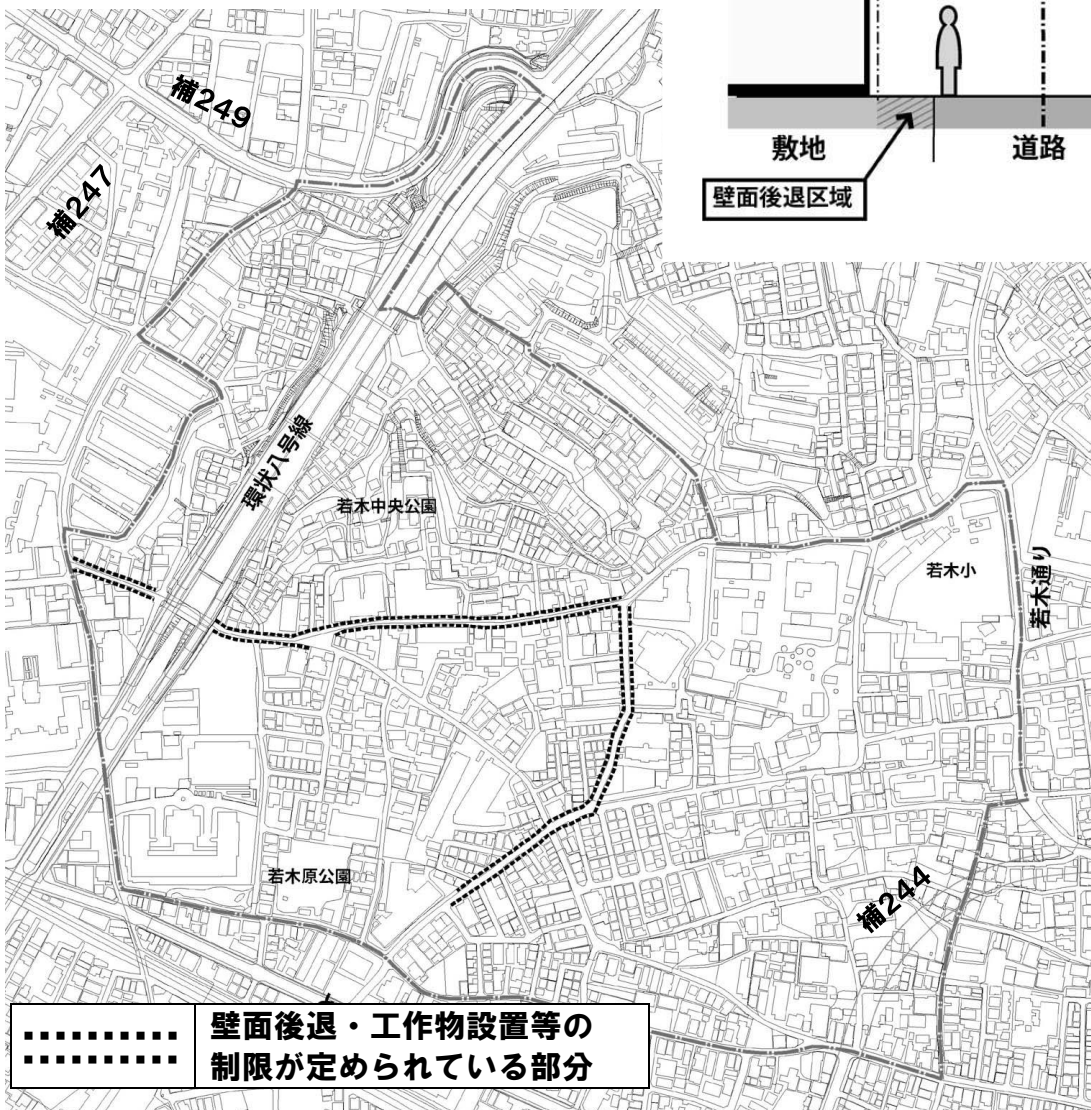 補249
補247
敷地
道路
壁面後退区域
環状八号線
若木中央公園
若木小
若木通り
若木原公園
補244
壁面後退・工作物設置等の
制限が定められている部分